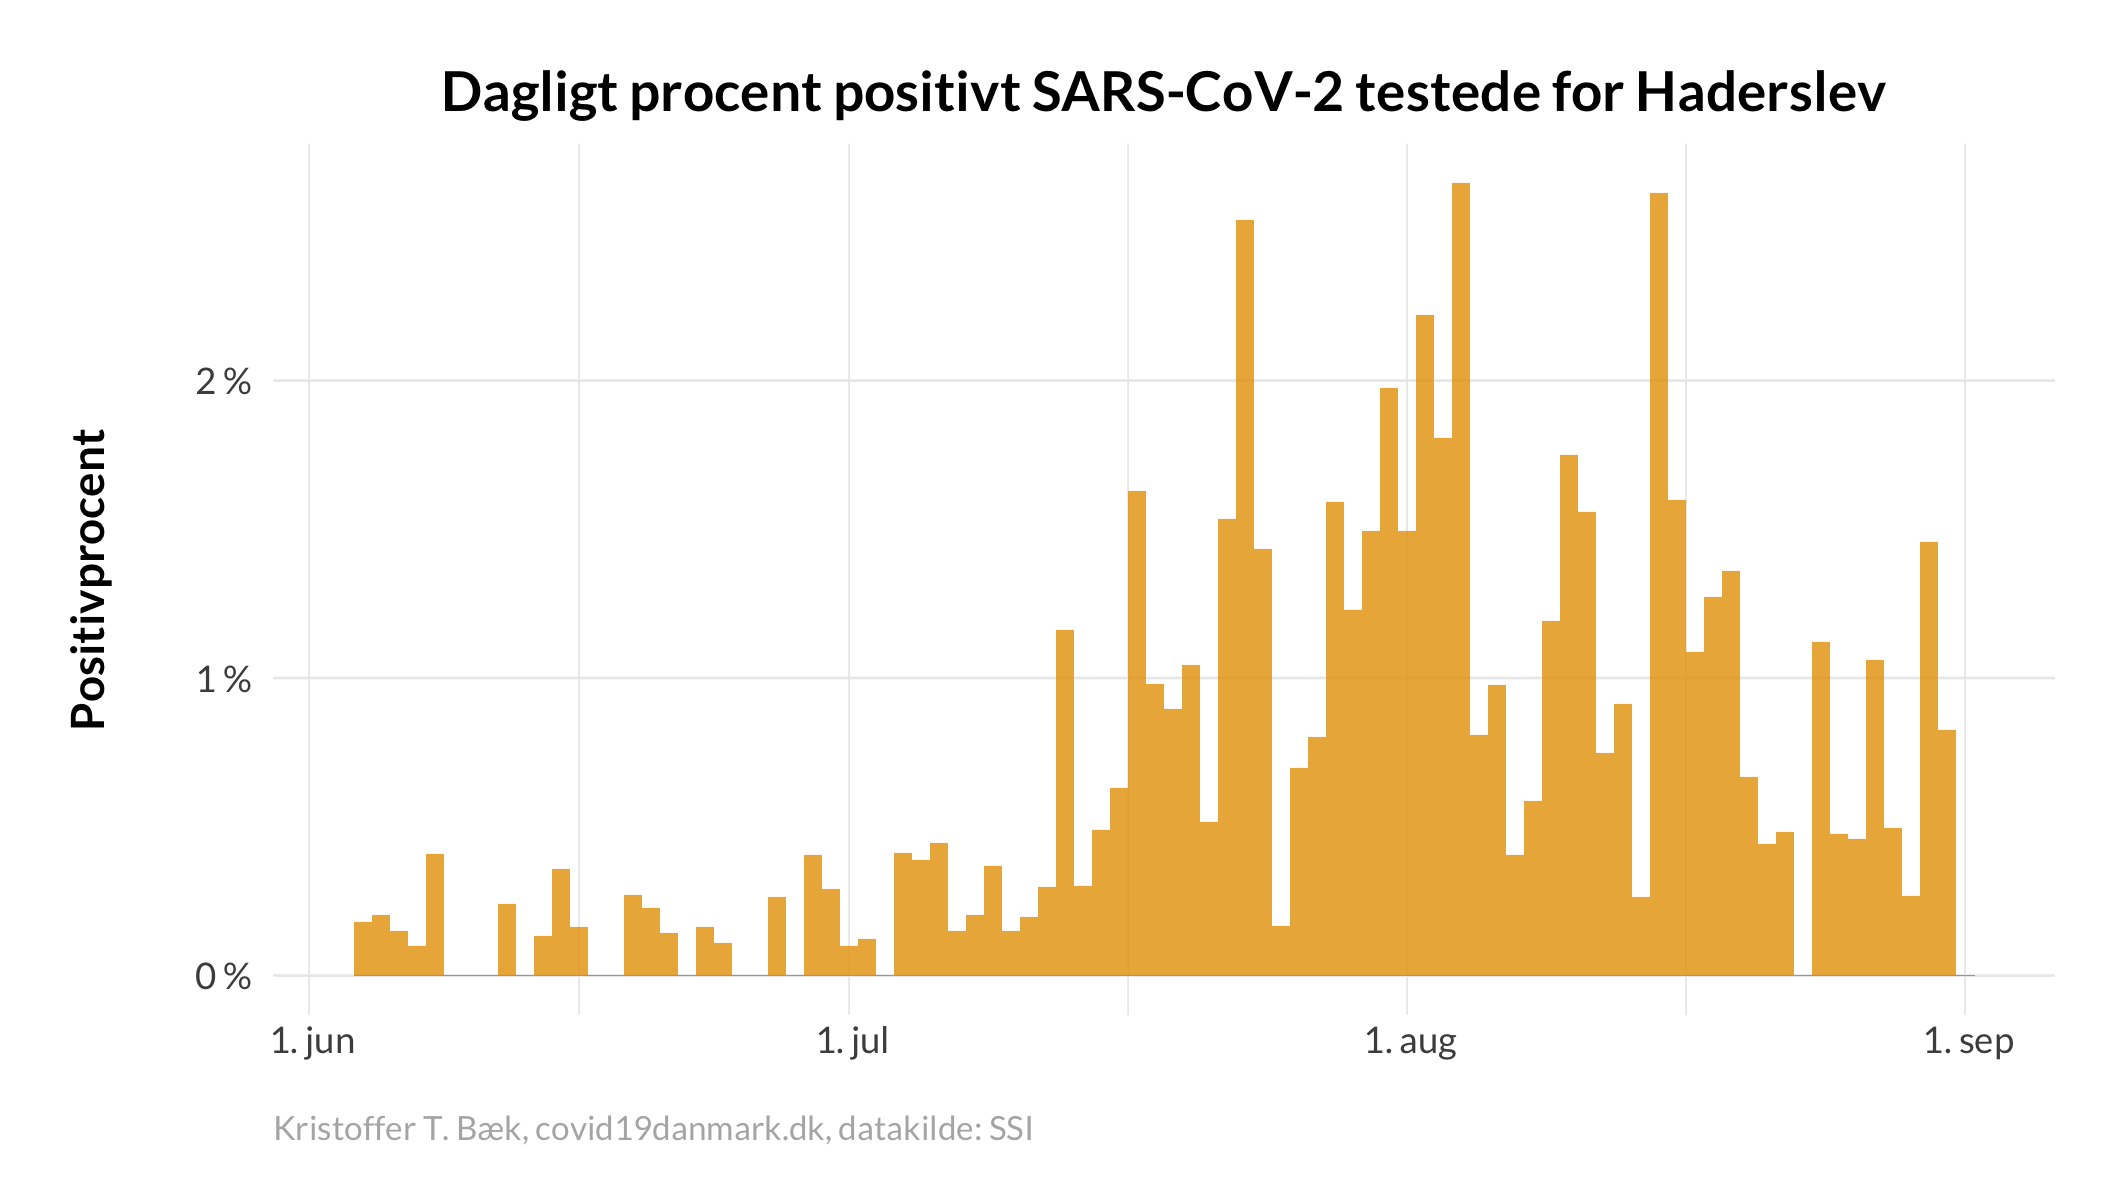 Dagligt procent positivt SARS-CoV-2 testede for Haderslev
Positivprocent
2 %
1 %
0 %
1. jun
1. jul
1. aug
1. sep
Kristoffer T. Bæk, covid19danmark.dk, datakilde: SSI